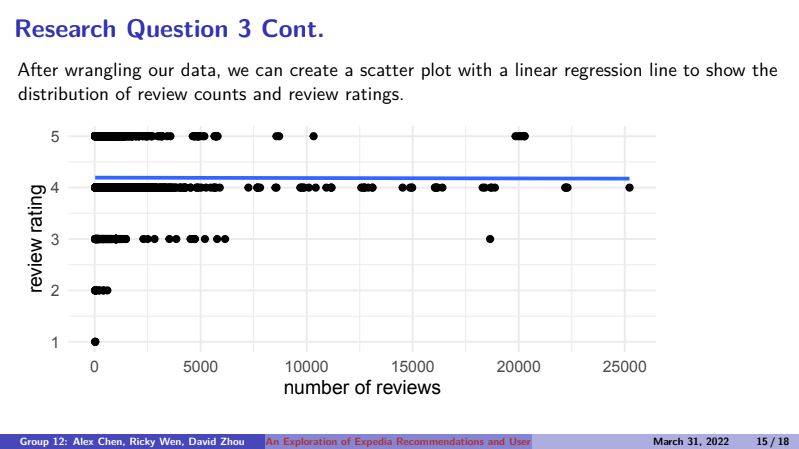 Research Question 3 Cont.
After wrangling our data, we can create a scatter plot with a linear regression line to show the
distribution of review counts and review ratings.
5
4
3
2
1
review rating
0 5000 10000 15000 20000 25000
number of reviews
Group 12: Alex Chen, Ricky Wen, David Zhou An Exploration of Expedia Recommendations and User March 31, 2022 15 / 18